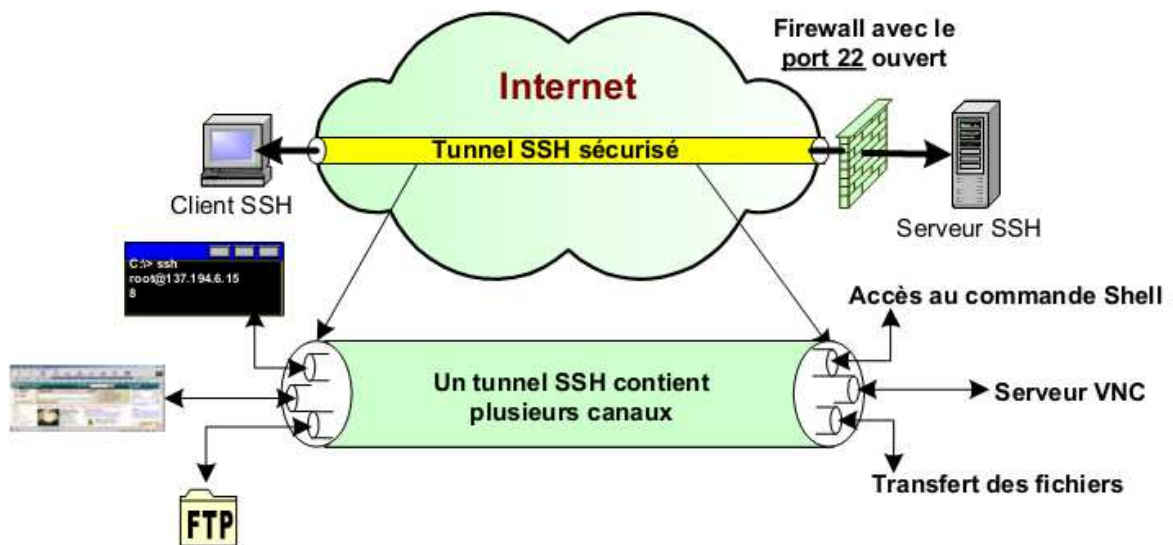 Firewall avec le
port 22 ouvert
Internet
Tunnel SSH sécurisé
Client SSH
Serveur SSH
C:\> ssh
root@137.194.6.15
8
Accès au commande Shell
Un tunnel SSH contient
plusieurs canaux
Serveur VNC
Transfert des fichiers
FTP